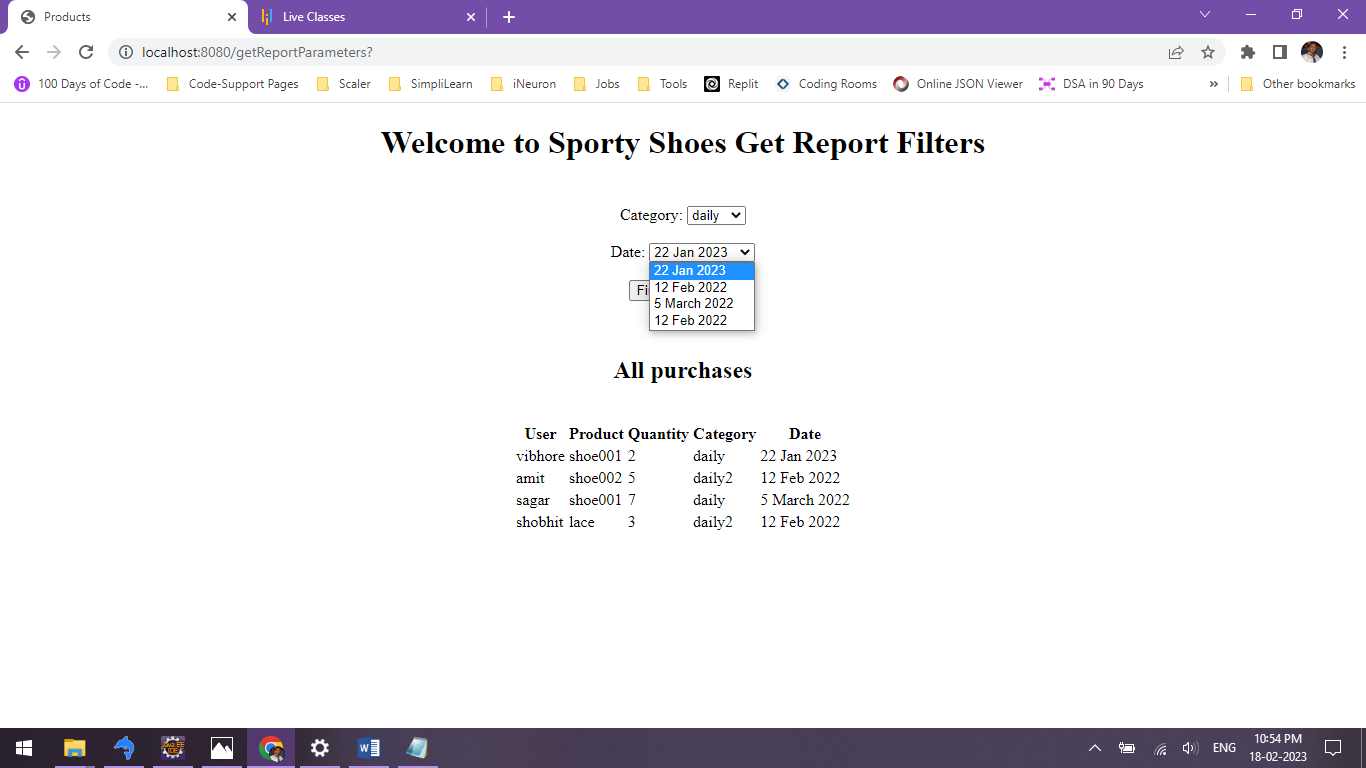 Products
Live Classes
localhost:8080/getReportParameters?
100 Days of Code -... Code-Support Pages Scaler SimpliLearn iNeuron Jobs Tools Replit Coding Rooms Online JSON Viewer DSA in 90 Days » Other bookmarks
Welcome to Sporty Shoes Get Report Filters
Category: daily
Date: 22 Jan 2023
22 Jan 2023
12 Feb 2022
Fi
5 March 2022
12 Feb 2022
All purchases
User Product Quantity Category Date
vibhore shoe001 2 daily 22 Jan 2023
amit shoe002 5 daily2 12 Feb 2022
sagar shoe001 7 daily 5 March 2022
shobhit lace 3 daily2 12 Feb 2022
ENG
10:54 PM
18-02-2023